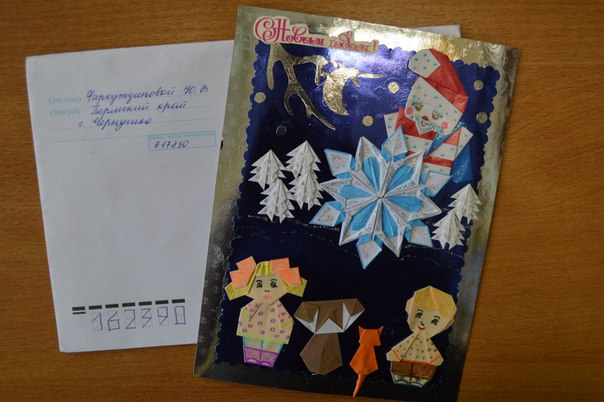 С Новым годом!
От кого Фархутдиновой Ю. В
Откуда Пермский край
г. Чернушка
617830
162390